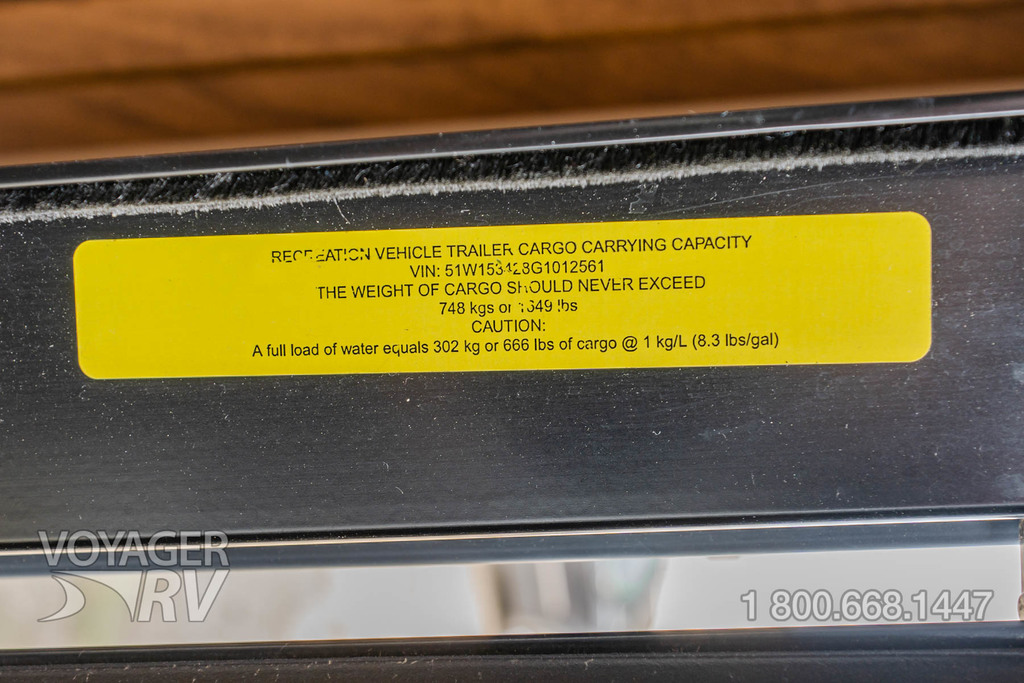 RECREATION VEHICLE TRAILER CARGO CARRYING CAPACITY
VIN: 51W153428G1012561
THE WEIGHT OF CARGO SHOULD NEVER EXCEED
748 kgs or 1649 lbs
CAUTION:
A full load of water equals 302 kg or 666 lbs of cargo @ 1 kg/L (8.3 lbs/gal)
VOYAGER
RV
1 800.668.1447